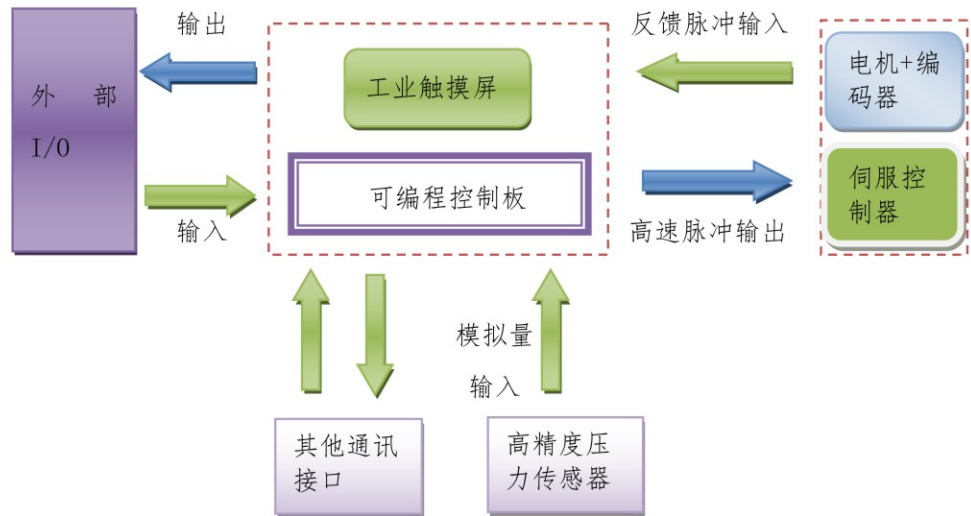 输出
反馈脉冲输入
外 部
I/O
工业触摸屏
电机+编
码器
可编程控制板
伺服控
制器
输入
高速脉冲输出
模拟量
输入
其他通讯
接口
高精度压
力传感器